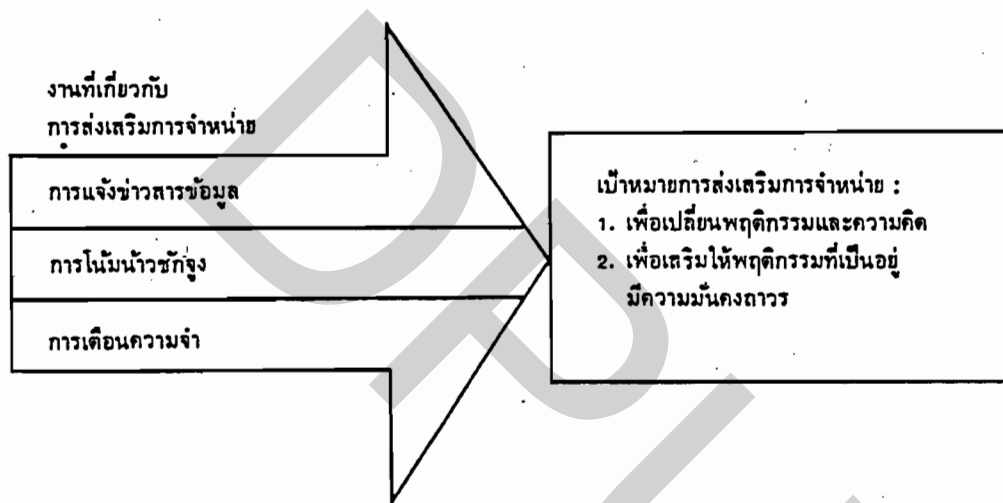 งานที่เกี่ยวกับ
การส่งเสริมการจำหน่าย
การแจ้งข่าวสารข้อมูล
การโน้มน้าวชักจูง
การเตือนความจำ
เป้าหมายการส่งเสริมการจำหน่าย :
1. เพื่อเปลี่ยนพฤติกรรมและความคิด
2. เพื่อเสริมให้พฤติกรรมที่เป็นอยู่
มีความมั่นคงถาวร